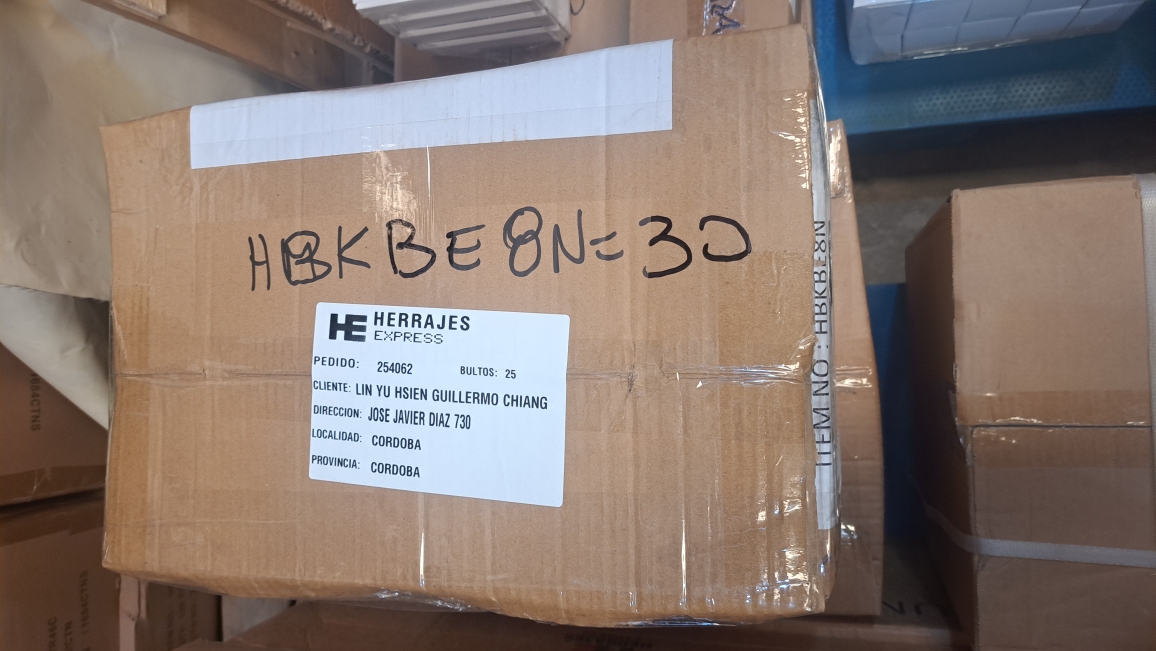 HBKBE8N=30
HE HERRAJES
EXPRESS
PEDIDO: 254062 BULTOS: 25
CLIENTE: LIN YU HSIEN GUILLERMO CHIANG
DIRECCION: JOSE JAVIER DIAZ 730
LOCALIDAD: CORDOBA
PROVINCIA: CORDOBA
ITEM NO.: HBKBE8N